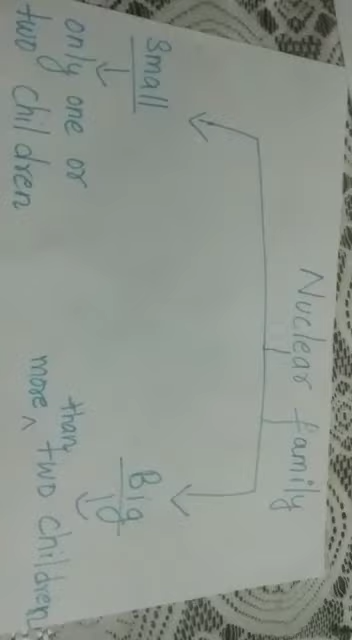 Nuclear family
Small
only one or
two children
Big
more than two children